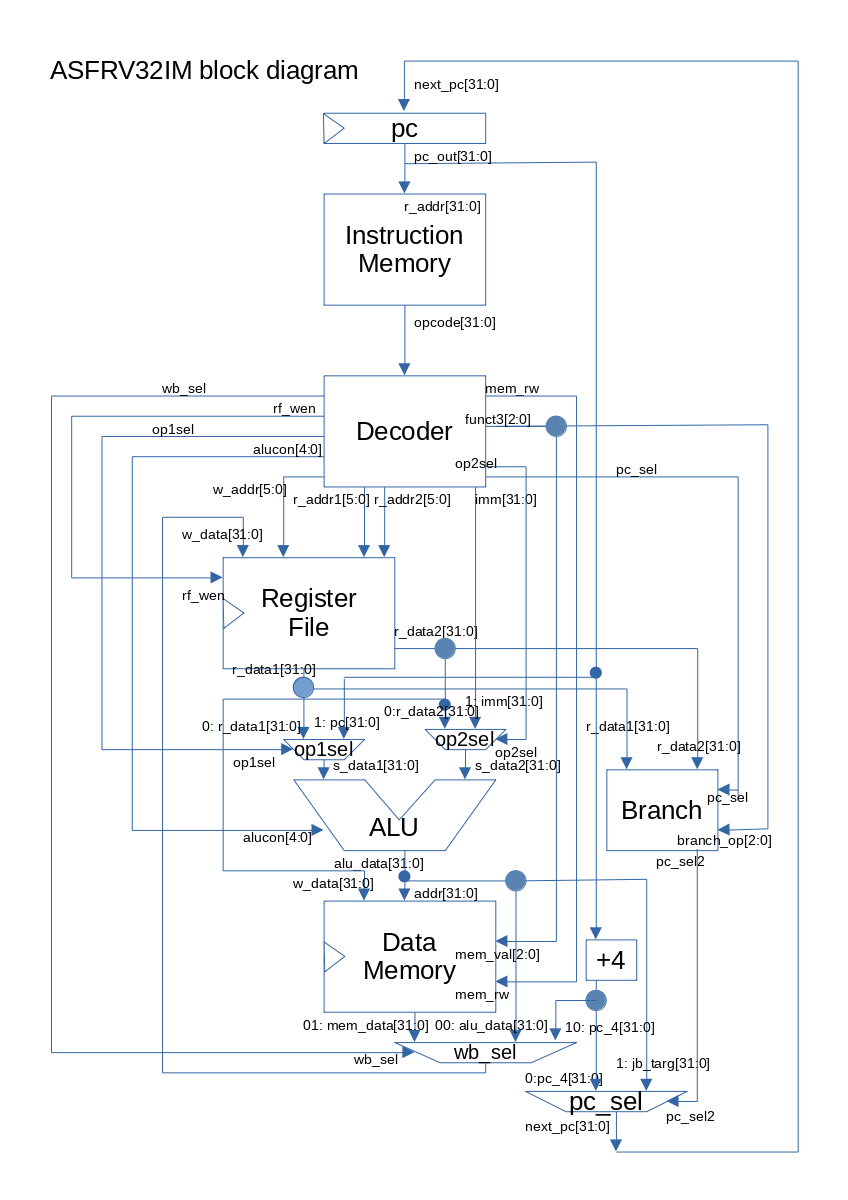 ASFRV32IM block diagram
next_pc[31:0]
pc
pc_out[31:0]
r_addr[31:0]
Instruction
Memory
opcode[31:0]
wb_sel
mem_rw
rf_wen
funct3[2:0]
op1sel
Decoder
alucon[4:0]
op2sel
pc_sel
w_addr[5:0]
r_addr1[5:0]
r_addr2[5:0]
imm[31:0]
w_data[31:0]
rf_wen
Register
File
r_data2[31:0]
r_data1[31:0]
1: imm[31:0]
0:r_data2[31:0]
0: r_data1[31:0]
1: pc[31:0]
r_data1[31:0]
op1sel
op2sel
r_data2[31:0]
op1sel
op2sel
s_data1[31:0]
s_data2[31:0]
pc_sel
Branch
ALU
alucon[4:0]
branch_op[2:0]
alu_data[31:0]
pc_sel2
w_data[31:0]
addr[31:0]
Data
Memory
mem_val[2:0]
+4
mem_rw
01: mem_data[31:0]
00: alu_data[31:0]
10: pc_4[31:0]
wb_sel
wb_sel
1: jb_targ[31:0]
0:pc_4[31:0]
pc_sel
pc_sel2
next_pc[31:0]